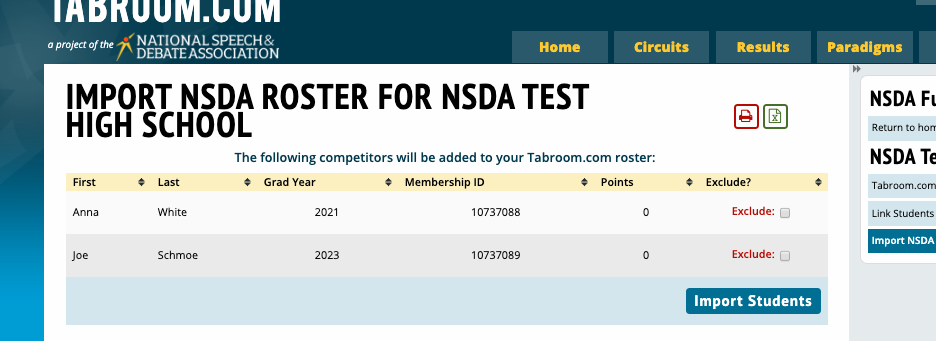 TABROOM.COM
a project of the NATIONAL SPEECH &
DEBATE ASSOCIATION
Home Circuits Results Paradigms
IMPORT NSDA ROSTER FOR NSDA TEST
HIGH SCHOOL
The following competitors will be added to your Tabroom.com roster:
First Last Grad Year Membership ID Points Exclude?
Anna White 2021 10737088 0 Exclude:
Joe Schmoe 2023 10737089 0 Exclude:
Import Students
NSDA Fu
Return to hom
NSDA Te
Tabroom.com
Link Students
Import NSDA